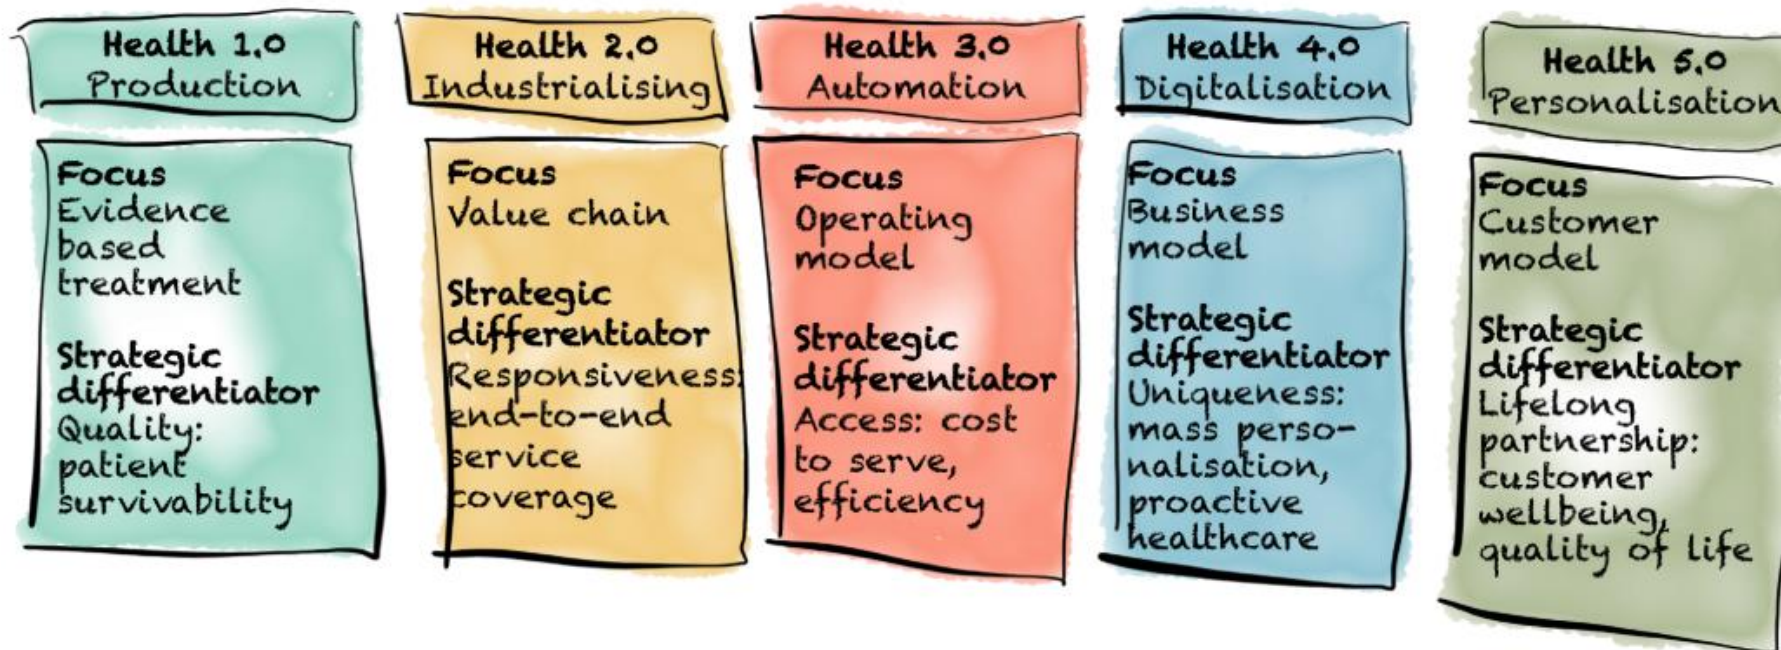 Health 1.0
Production
Focus
Evidence
based
treatment
Strategic
differentiator
Quality:
patient
survivability
Health 2.0
Industrialising
Focus
Value chain
Strategic
differentiator
Responsiveness:
end-to-end
service
coverage
Health 3.0
Automation
Focus
Operating
model
Strategic
differentiator
Access: cost
to serve,
efficiency
Health 4.0
Digitalisation
Focus
Business
model
Strategic
differentiator
Uniqueness:
mass perso-
nalisation,
proactive
healthcare
Health 5.0
Personalisation
Focus
Customer
model
Strategic
differentiator
Lifelong
partnership:
customer
wellbeing,
quality of life